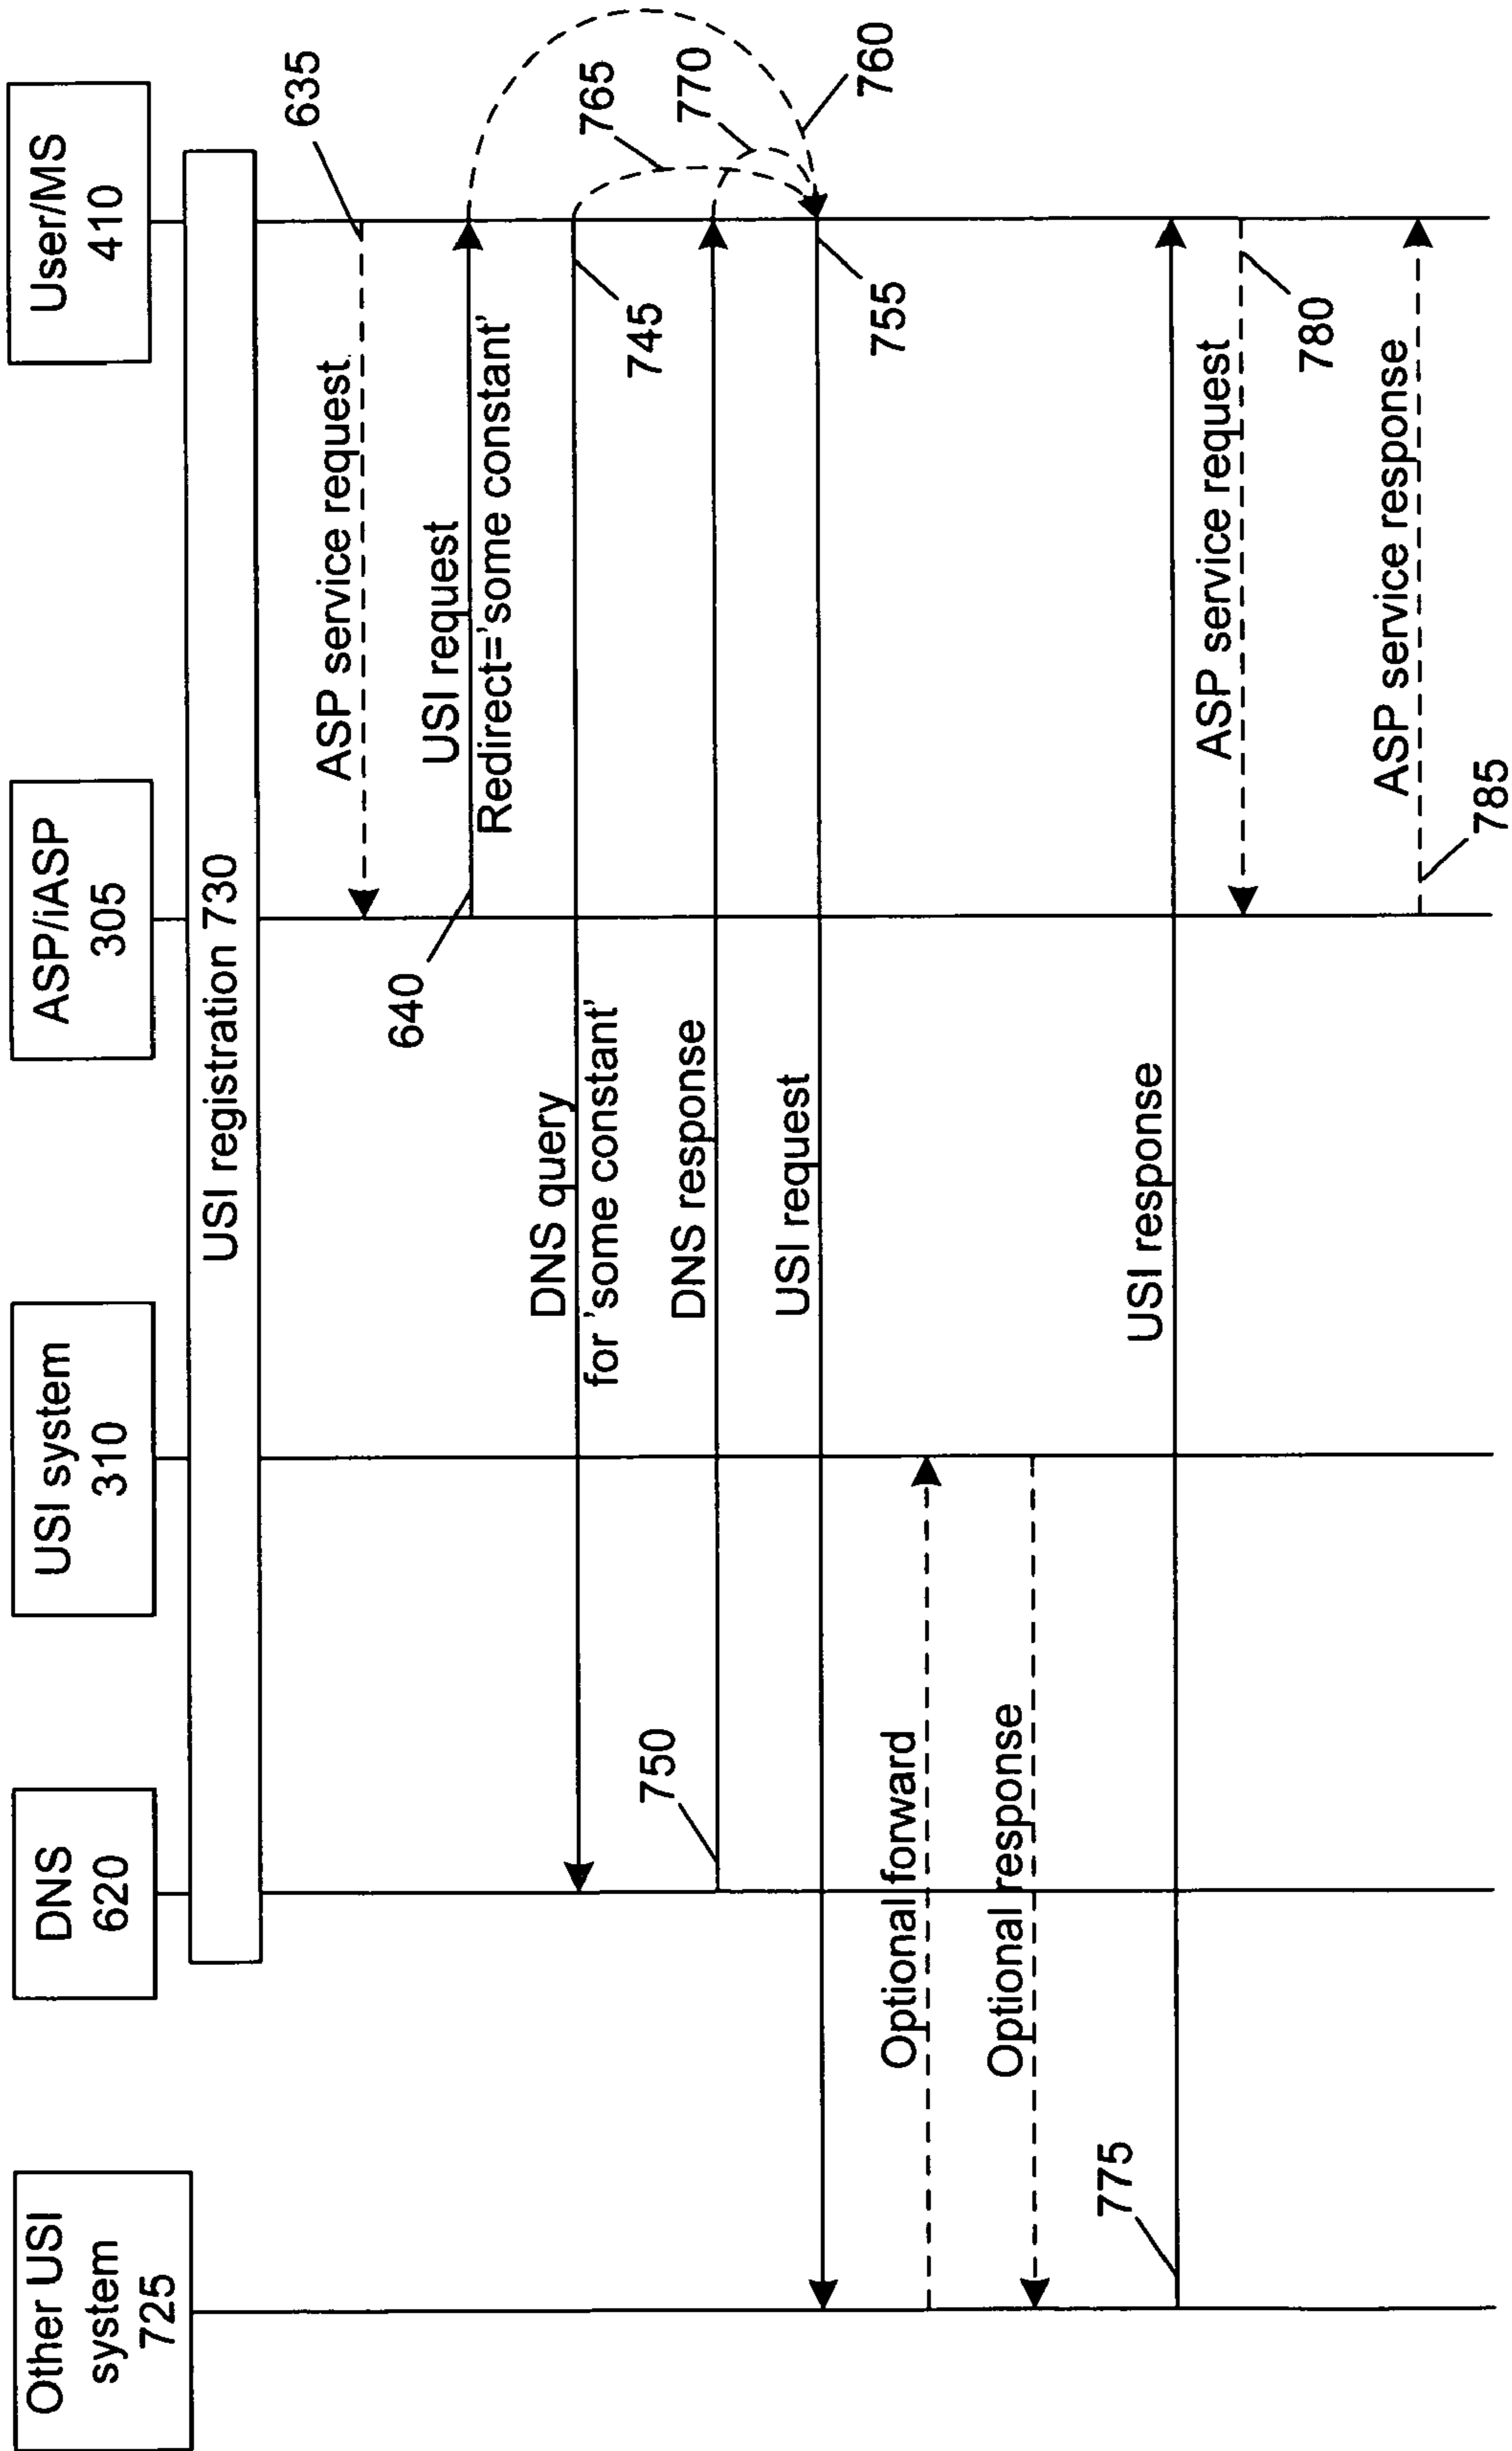 Other USI
system
725
DNS
620
USI system
310
ASP/iASP
305
User/MS
410
USI registration 730
635
ASP service request
640
USI request
Redirect='some constant'
DNS query
for 'some constant'
745
765
750
DNS response
770
USI request
755
760
Optional forward
Optional response
775
USI response
ASP service request
780
ASP service response
785